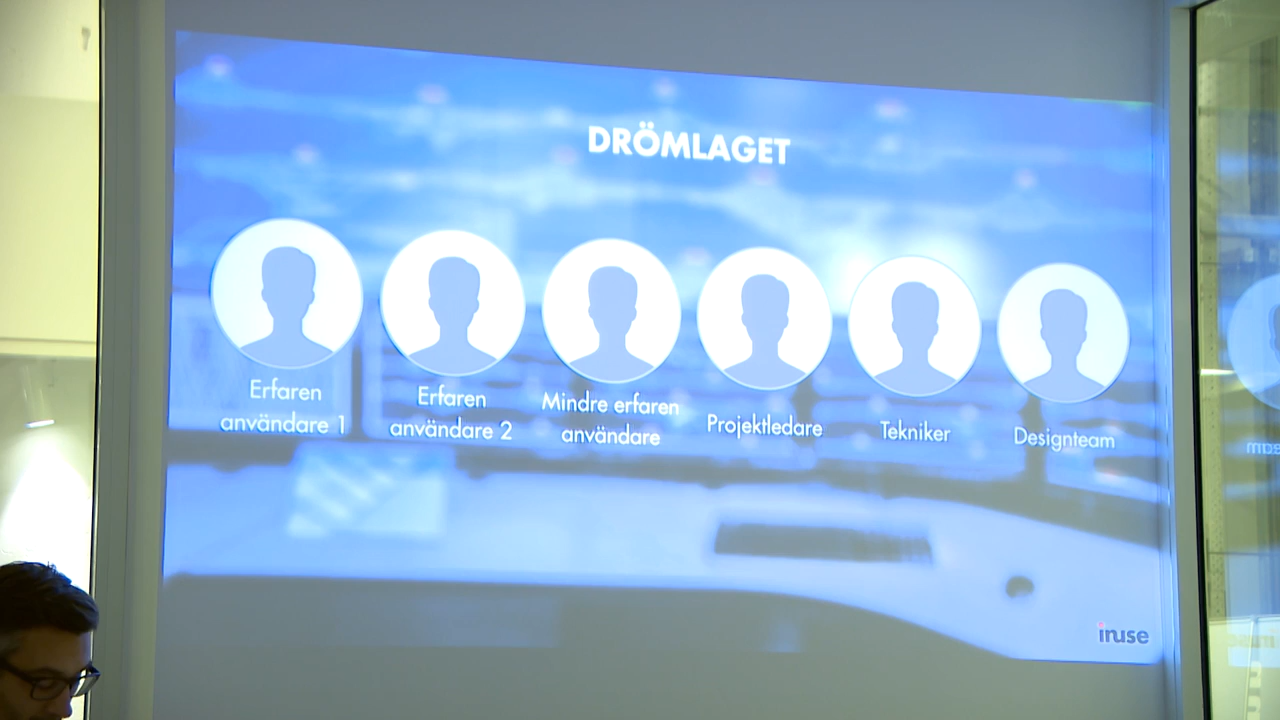 DRÖMLAGET
Erfaren
användare 1
Erfaren
användare 2
Mindre erfaren
användare
Projektledare
Tekniker
Designteam
inuse